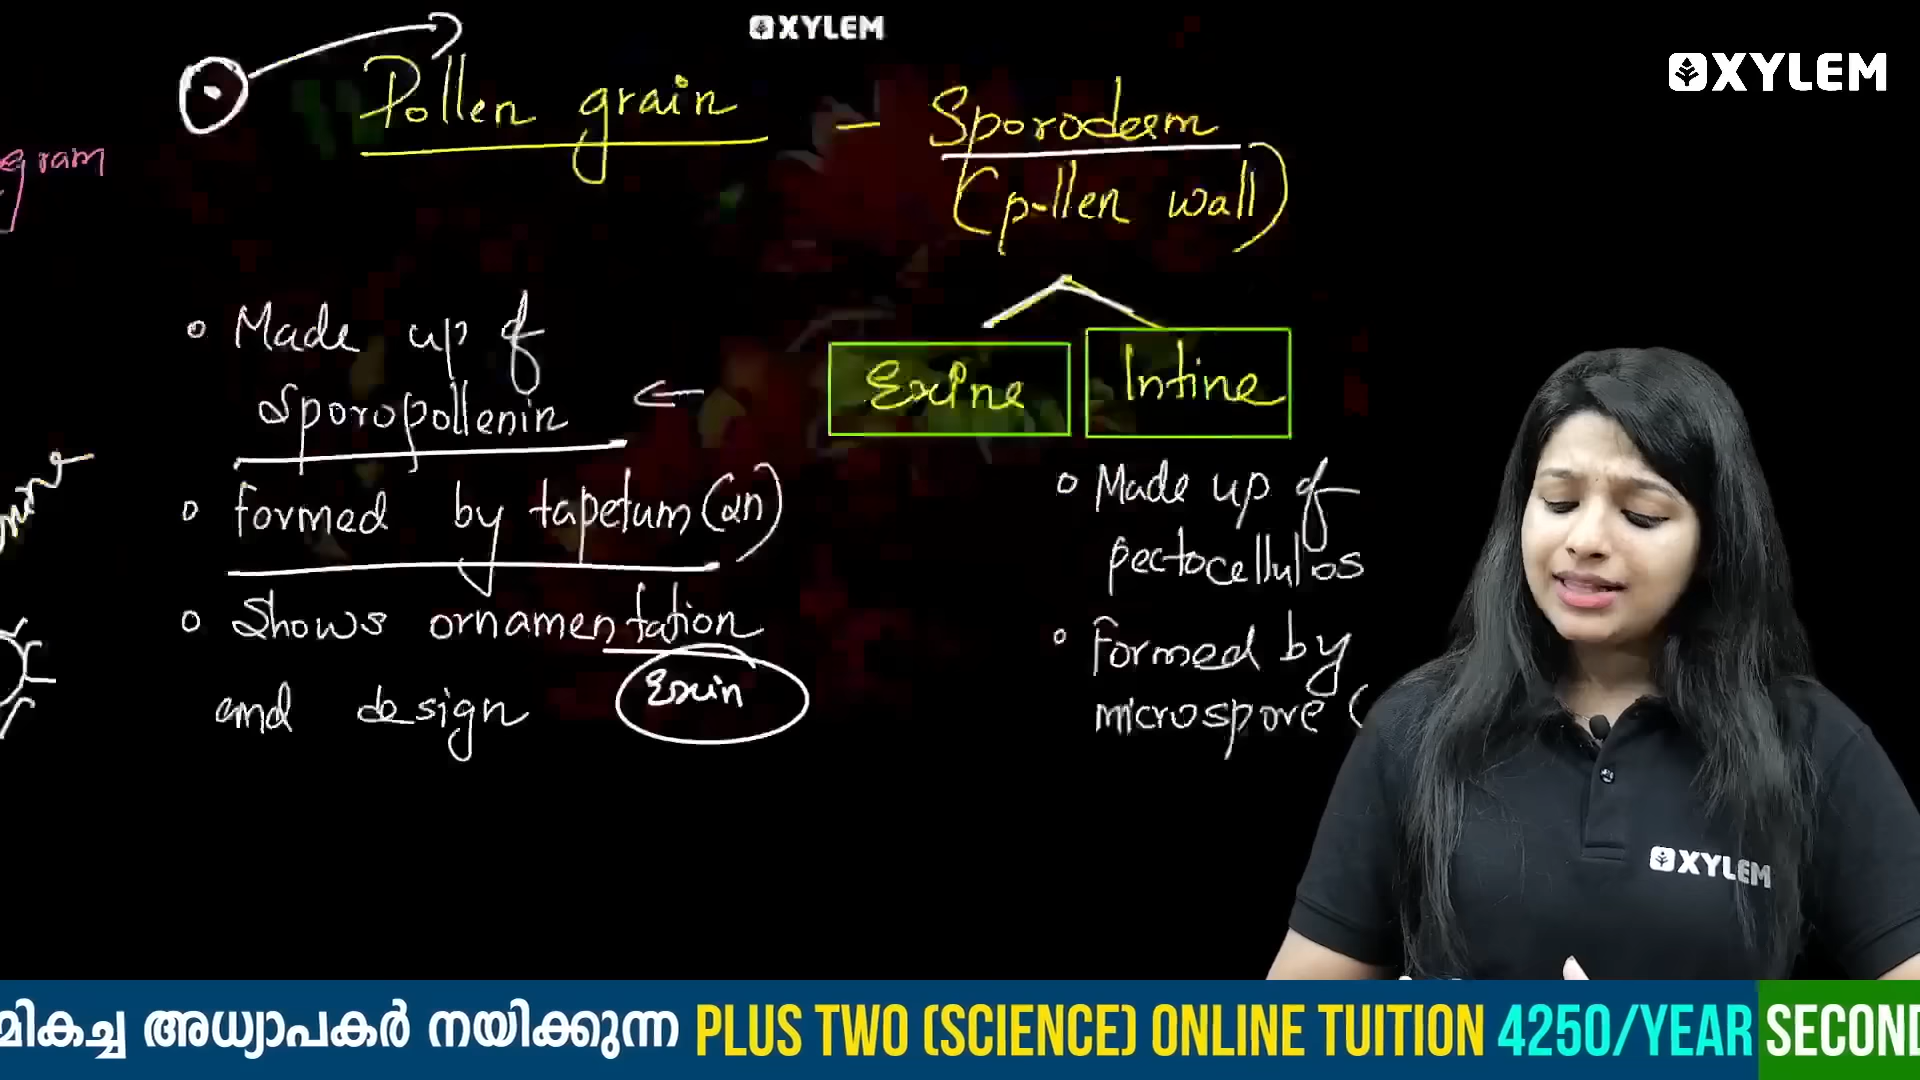 XYLEM
XYLEM
Pollen grain - Sporoderm
(p-llen wall)
gram
Exine
Intine
• Made up of
Sporopollenin ←
• formed by tapetum (2n)
• Shows ornamentation
and design
Exin
• Made up of
pectocellulos
• Formed by
microspore (
XYLEM
മികച്ച അധ്യാപകർ നയിക്കുന്ന PLUS TWO (SCIENCE) ONLINE TUITION 4250/YEAR SECOND